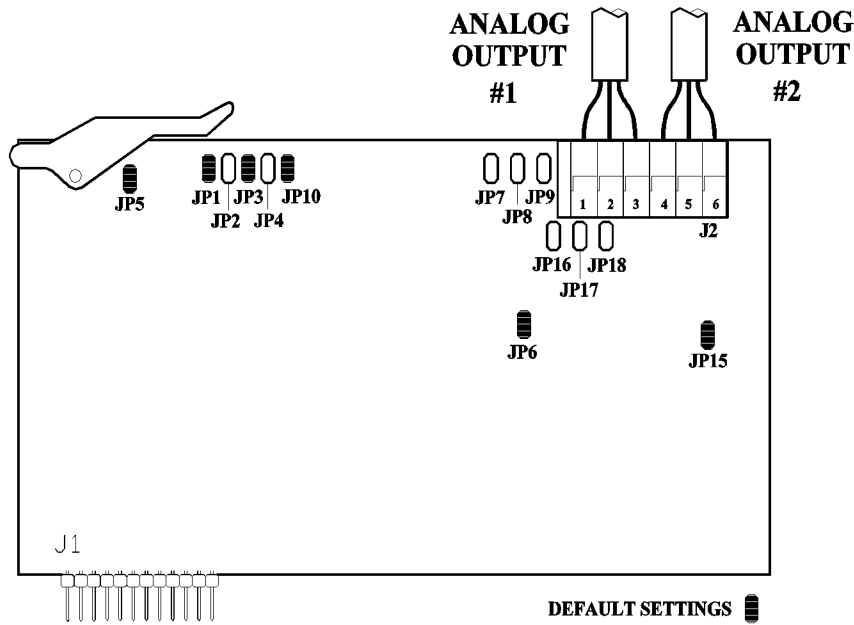 ANALOG
OUTPUT
#1
ANALOG
OUTPUT
#2
JP5
JP1
JP2
JP3
JP4
JP10
JP7
JP8
JP9
1 2 3 4 5 6
J2
JP16
JP17
JP18
JP6
JP15
J1
DEFAULT SETTINGS